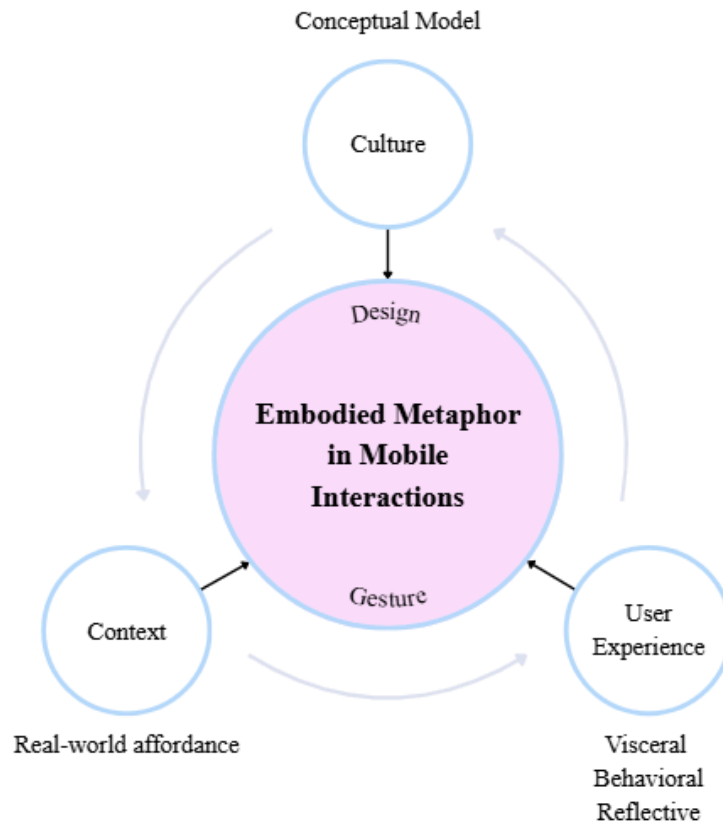 Conceptual Model
Culture
Design
Embodied Metaphor
in Mobile
Interactions
Gesture
Context
Real-world affordance
User
Experience
Visceral
Behavioral
Reflective